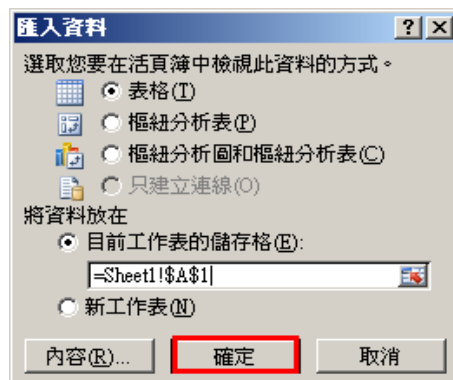 匯入資料
選取您要在活頁簿中檢視此資料的方式。
表格(T)
樞紐分析表(P)
樞紐分析圖和樞紐分析表(C)
只建立連線(O)
將資料放在
目前工作表的儲存格(E):
=Sheet1!$A$1
新工作表(N)
內容(R)... 確定 取消